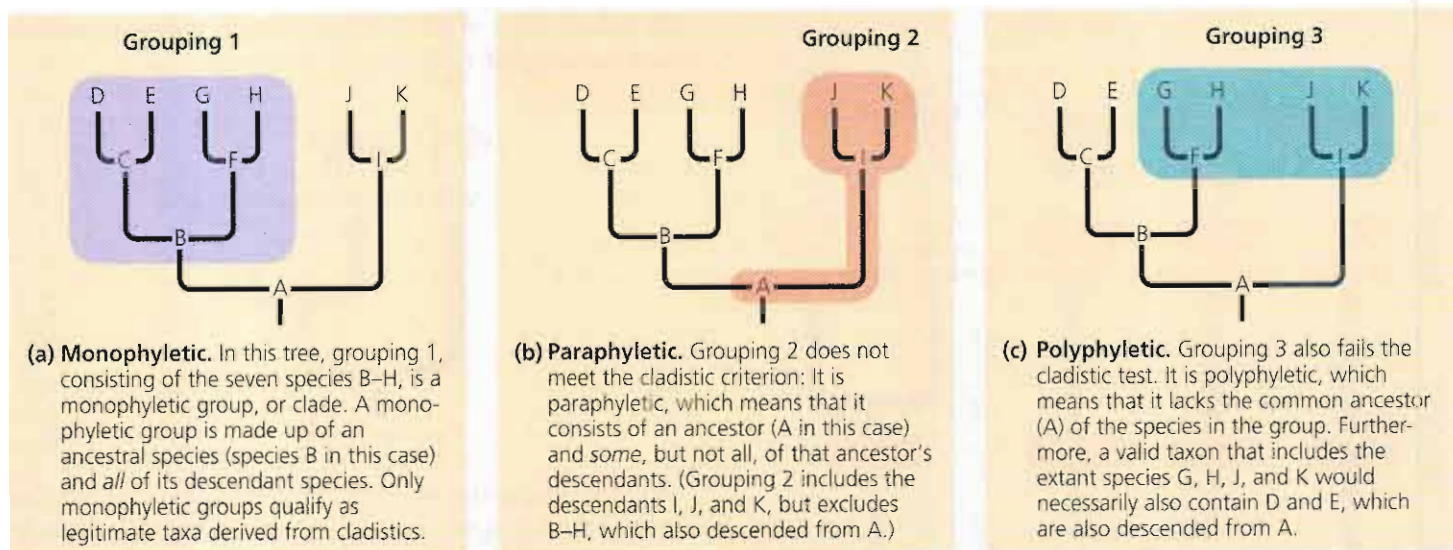 Grouping 1
D E G H J K
C F I
B
A
(a) Monophyletic. In this tree, grouping 1,
consisting of the seven species B–H, is a
monophyletic group, or clade. A mono-
phyletic group is made up of an
ancestral species (species B in this case)
and all of its descendant species. Only
monophyletic groups qualify as
legitimate taxa derived from cladistics.
Grouping 2
D E G H J K
C F I
B
A
(b) Paraphyletic. Grouping 2 does not
meet the cladistic criterion: It is
paraphyletic, which means that it
consists of an ancestor (A in this case)
and some, but not all, of that ancestor's
descendants. (Grouping 2 includes the
descendants I, J, and K, but excludes
B–H, which also descended from A.)
Grouping 3
D E G H J K
C F I
B
A
(c) Polyphyletic. Grouping 3 also fails the
cladistic test. It is polyphyletic, which
means that it lacks the common ancestor
(A) of the species in the group. Further-
more, a valid taxon that includes the
extant species G, H, J, and K would
necessarily also contain D and E, which
are also descended from A.